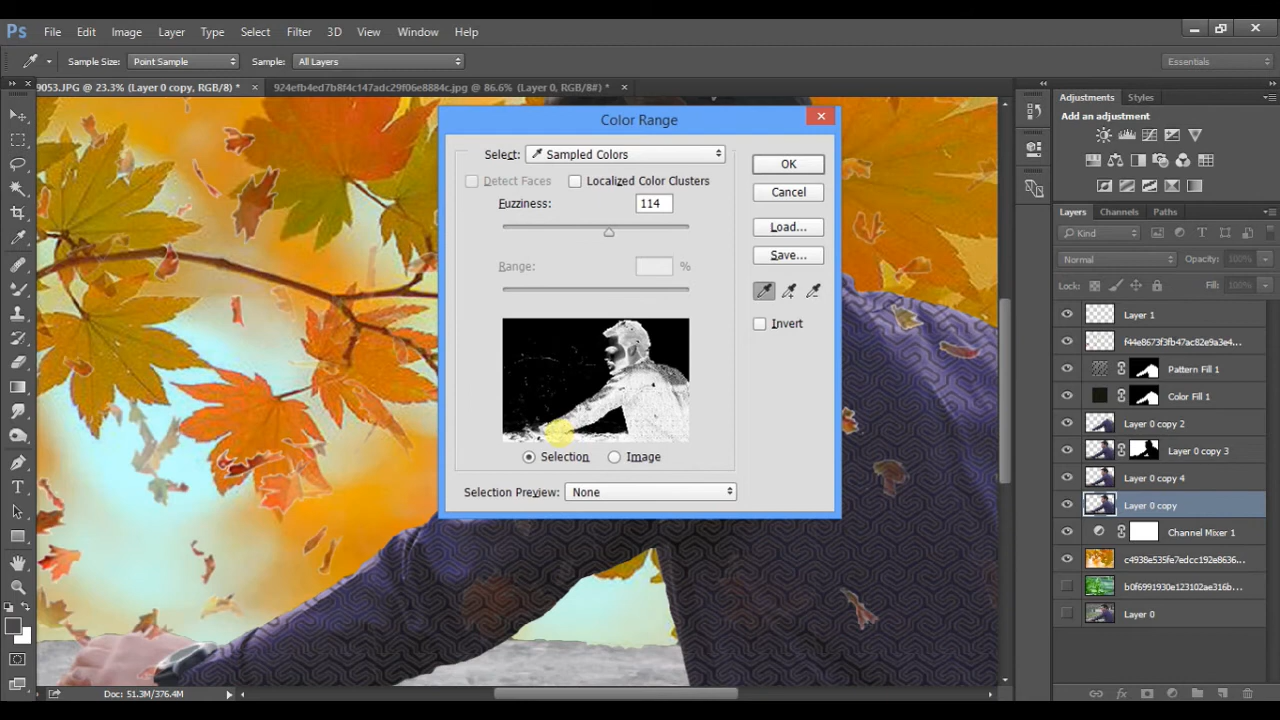 Ps File Edit Image Layer Type Select Filter 3D View Window Help
Sample Size: Point Sample Sample: All Layers Essentials
9053.JPG @ 23.3% (Layer 0 copy, RGB/8) * 924efb4ed7b8f4c147adc29f06e8884c.jpg @ 86.6% (Layer 0, RGB/8#) *
Color Range
Select: Sampled Colors
Detect Faces Localized Color Clusters
Fuzziness: 114
Range: %
Selection Image
Selection Preview: None
OK
Cancel
Load...
Save...
Invert
Adjustments Styles
Add an adjustment
Layers Channels Paths
Kind
Normal Opacity: 100%
Lock: Fill: 100%
Layer 1
f44e8673f3fb47ac82e9a3e4...
Pattern Fill 1
Color Fill 1
Layer 0 copy 2
Layer 0 copy 3
Layer 0 copy 4
Layer 0 copy
Channel Mixer 1
c4938e535fe7edcc192e8636...
b0f6991930e123102ae316b...
Layer 0
Doc: 51.3M/376.4M